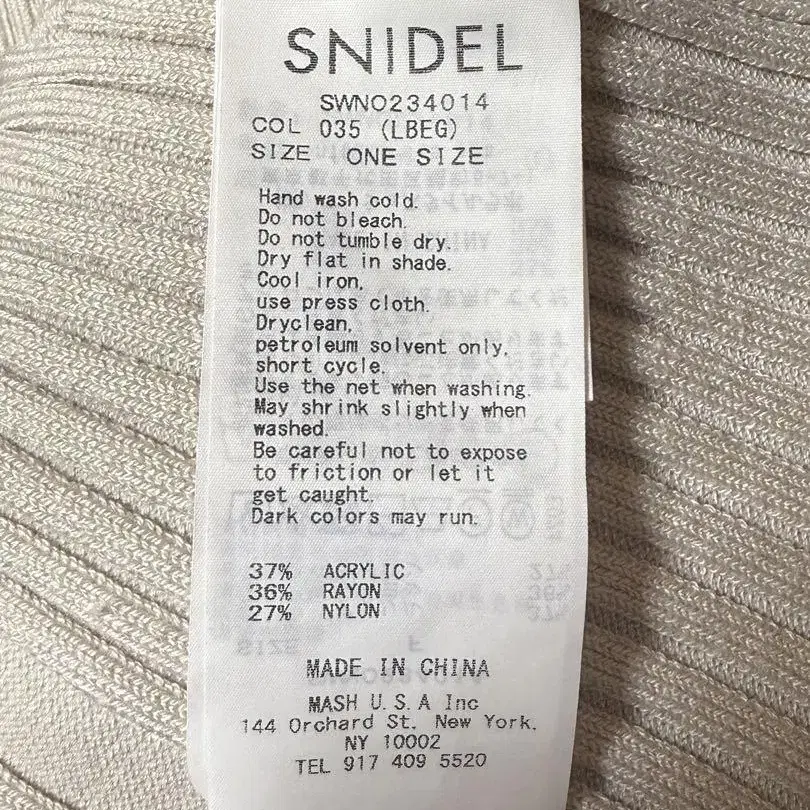 SNIDEL
SWNO234014
COL 035 (LBEG)
SIZE ONE SIZE
Hand wash cold.
Do not bleach.
Do not tumble dry.
Dry flat in shade.
Cool iron,
use press cloth.
Dryclean,
petroleum solvent only,
short cycle.
Use the net when washing.
May shrink slightly when
washed.
Be careful not to expose
to friction or let it
get caught.
Dark colors may run.
37% ACRYLIC
36% RAYON
27% NYLON
MADE IN CHINA
MASH U.S.A Inc
144 Orchard St. New York,
NY 10002
TEL 917 409 5520